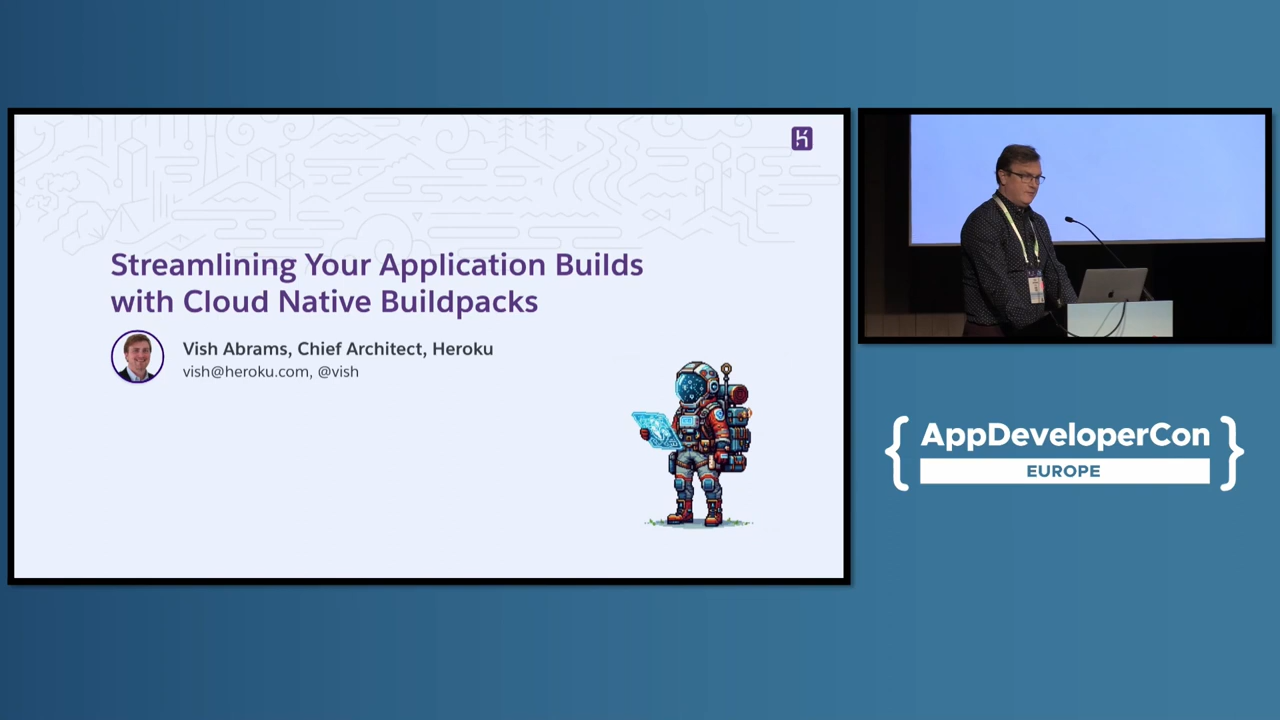 Streamlining Your Application Builds
with Cloud Native Buildpacks
Vish Abrams, Chief Architect, Heroku
vish@heroku.com, @vish
{ AppDeveloperCon }
EUROPE